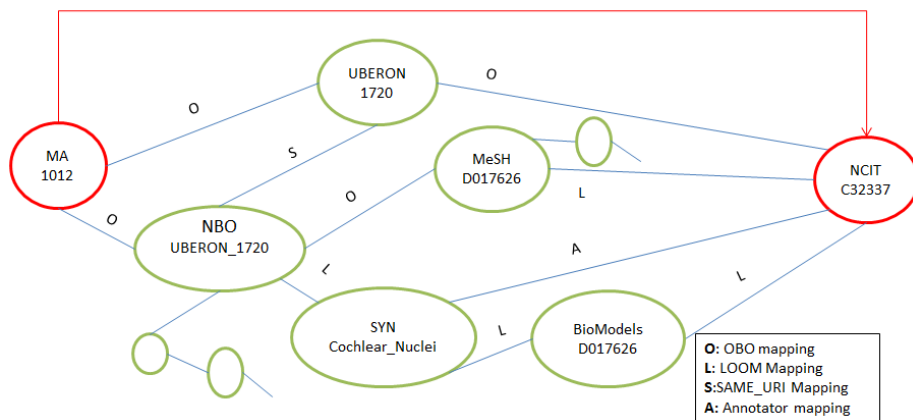 O
UBERON
1720
O
S
MA
1012
O
MeSH
D017626
NCIT
C32337
L
O
NBO
UBERON_1720
A
L
L
SYN
Cochlear_Nuclei
L
BioModels
D017626
O: OBO mapping
L: LOOM Mapping
S:SAME_URI Mapping
A: Annotator mapping